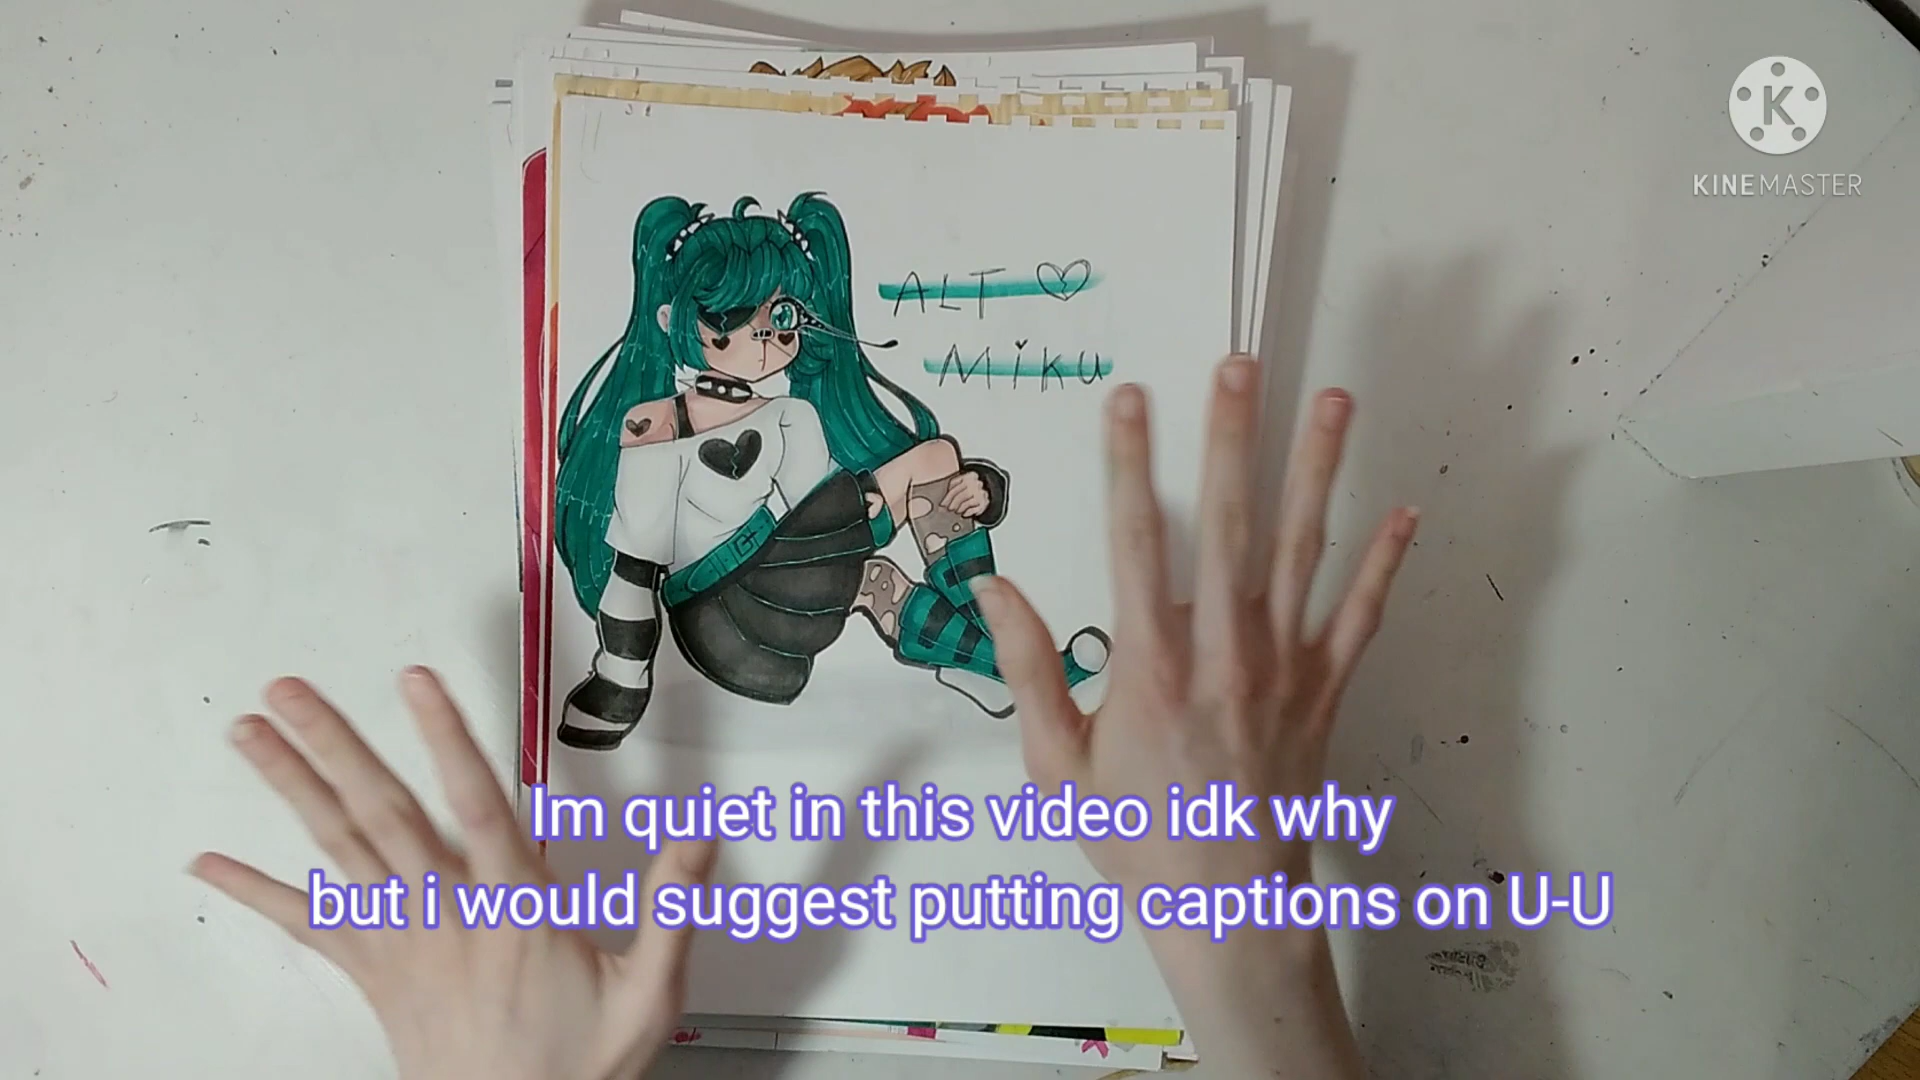 K
KINEMASTER
ALT
MiKU
Im quiet in this video idk why
but i would suggest putting captions on U-U